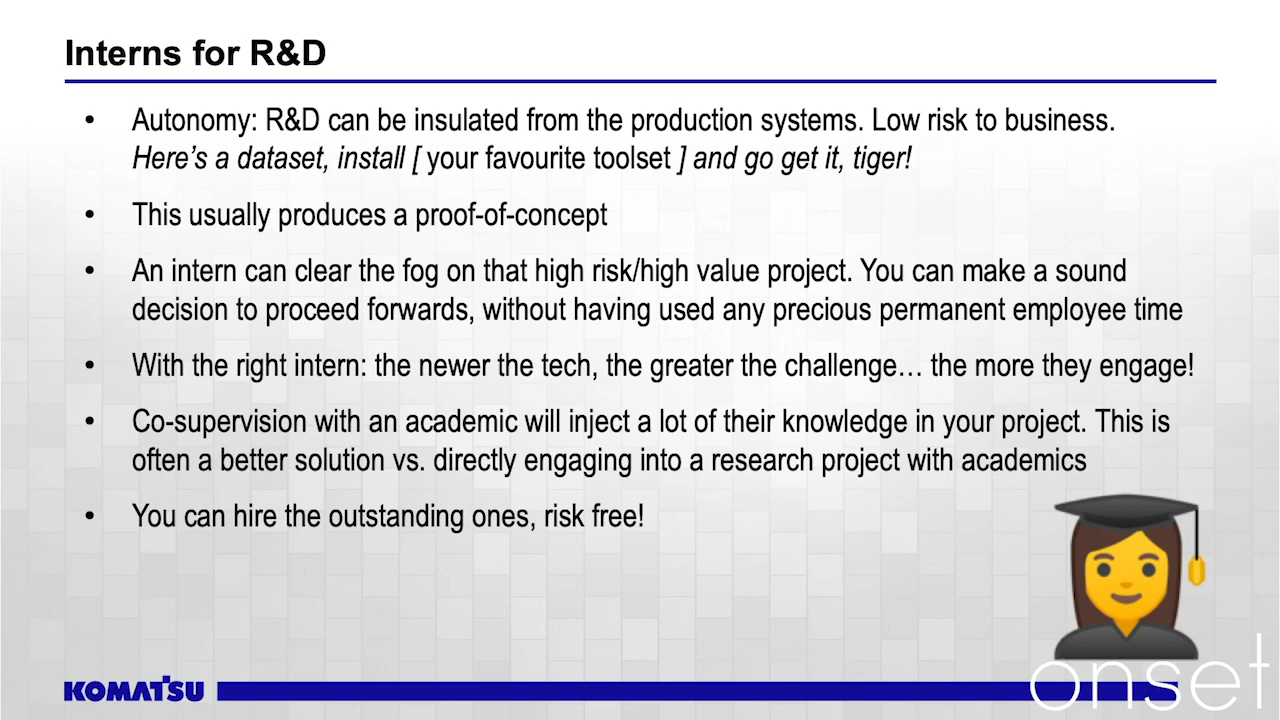 Interns for R&D
• Autonomy: R&D can be insulated from the production systems. Low risk to business.
Here’s a dataset, install [ your favourite toolset ] and go get it, tiger!
• This usually produces a proof-of-concept
• An intern can clear the fog on that high risk/high value project. You can make a sound
decision to proceed forwards, without having used any precious permanent employee time
• With the right intern: the newer the tech, the greater the challenge… the more they engage!
• Co-supervision with an academic will inject a lot of their knowledge in your project. This is
often a better solution vs. directly engaging into a research project with academics
• You can hire the outstanding ones, risk free!
KOMATSU
onset